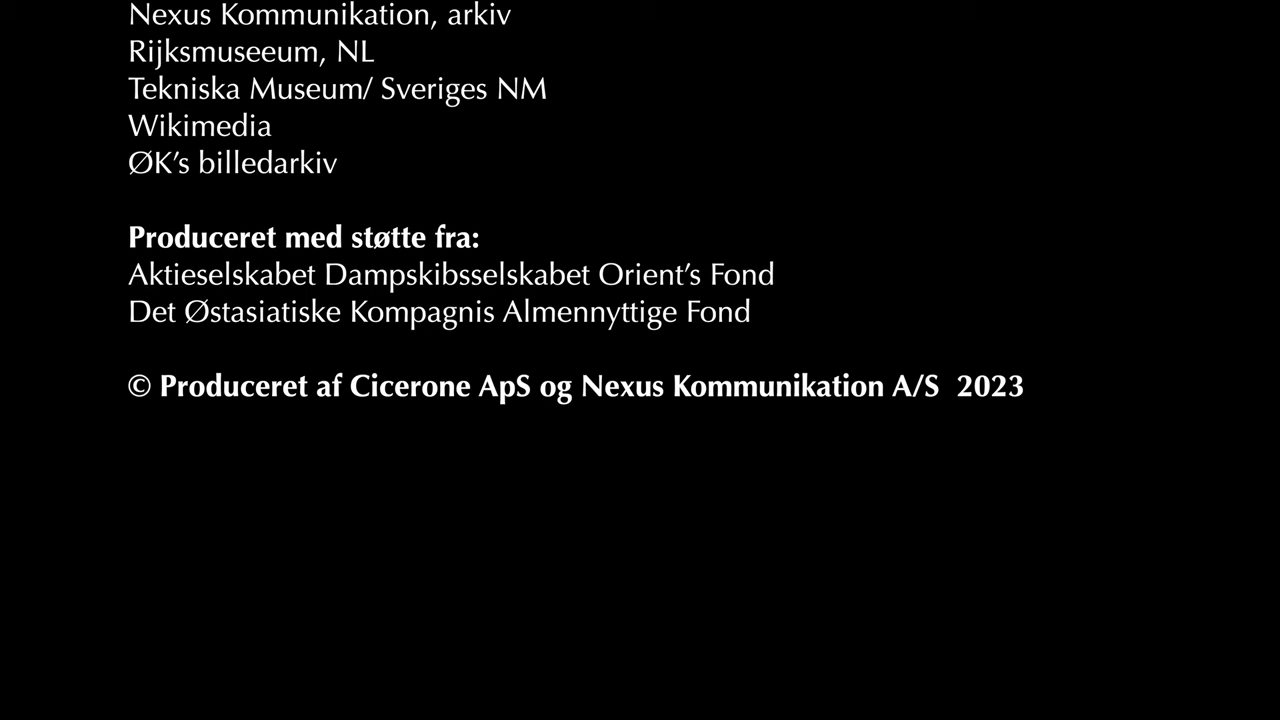 Nexus Kommunikation, arkiv
Rijksmuseeum, NL
Tekniska Museum/ Sveriges NM
Wikimedia
ØK’s billedarkiv
Produceret med støtte fra:
Aktieselskabet Dampskibsselskabet Orient’s Fond
Det Østasiatiske Kompagnis Almennyttige Fond
© Produceret af Cicerone ApS og Nexus Kommunikation A/S  2023